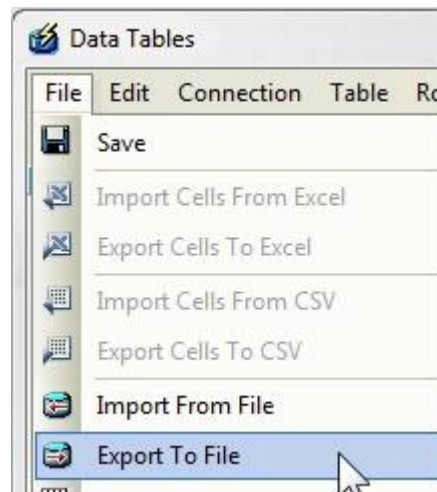 Data Tables
File Edit Connection Table
Save
Import Cells From Excel
Export Cells To Excel
Import Cells From CSV
Export Cells To CSV
Import From File
Export To File